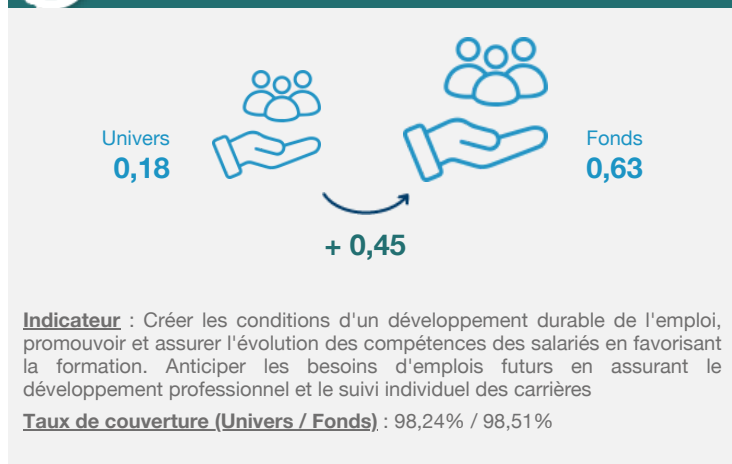 Univers
0,18
Fonds
0,63
+ 0,45
Indicateur : Créer les conditions d'un développement durable de l'emploi,
promouvoir et assurer l'évolution des compétences des salariés en favorisant
la formation. Anticiper les besoins d'emplois futurs en assurant le
développement professionnel et le suivi individuel des carrières
Taux de couverture (Univers / Fonds) : 98,24% / 98,51%